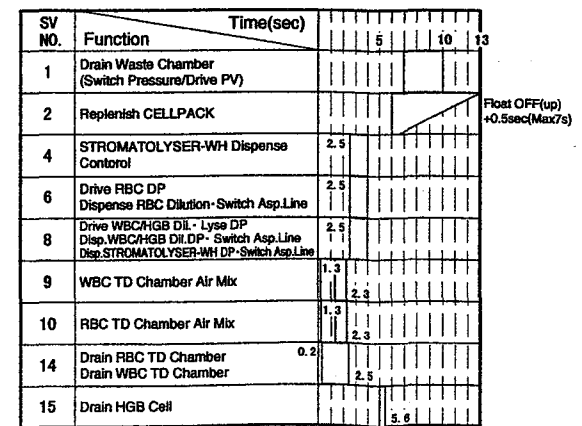 SV NO. Function Time(sec) 5 10 13
1 Drain Waste Chamber
(Switch Pressure/Drive PV)
2 Replenish CELLPACK Float OFF(up)
+0.5sec(Max7s)
4 STROMATOLYSER-WH Dispense 2.5
Contorol
6 Drive RBC DP 2.5
Dispense RBC Dilution·Switch Asp.Line
8 Drive WBC/HGB Dil.· Lyse DP 2.5
Disp.WBC/HGB Dil.DP· Switch Asp.Line
Disp.STROMATOLYSER-WH DP·Switch Asp.Line
9 WBC TD Chamber Air Mix 1.3 2.3
10 RBC TD Chamber Air Mix 1.3 2.3
14 Drain RBC TD Chamber 0.2
Drain WBC TD Chamber 2.5
15 Drain HGB Cell 5.6